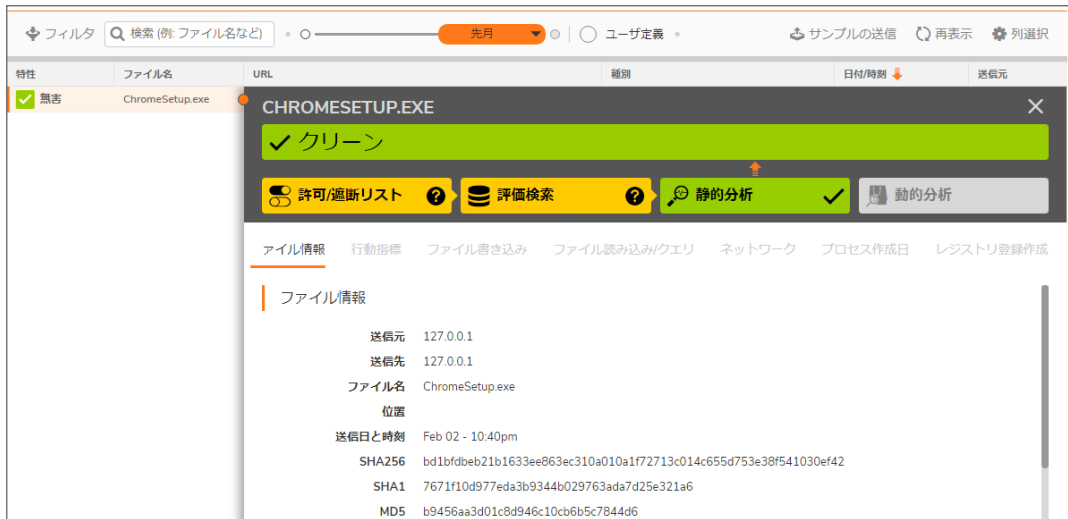 フィルタ 検索 (例: ファイル名など) 先月 ユーザ定義 サンプルの送信 再表示 列選択
特性 ファイル名 URL 種別 日付/時刻 送信元
無害 ChromeSetup.exe
CHROMESETUP.EXE
クリーン
許可/遮断リスト 評価検索 静的分析 動的分析
アイル情報 行動指標 ファイル書き込み ファイル読み込み/クエリ ネットワーク プロセス作成日 レジストリ登録作成
ファイル情報
送信元 127.0.0.1
送信先 127.0.0.1
ファイル名 ChromeSetup.exe
位置
送信日と時刻 Feb 02 - 10:40pm
SHA256 bd1bfdbeb21b1633ee863ec310a010a1f72713c014c655d753e38f541030ef42
SHA1 7671f10d977eda3b9344b029763ada7d25e321a6
MD5 b9456aa3d01c8d946c10cb6b5c7844d6